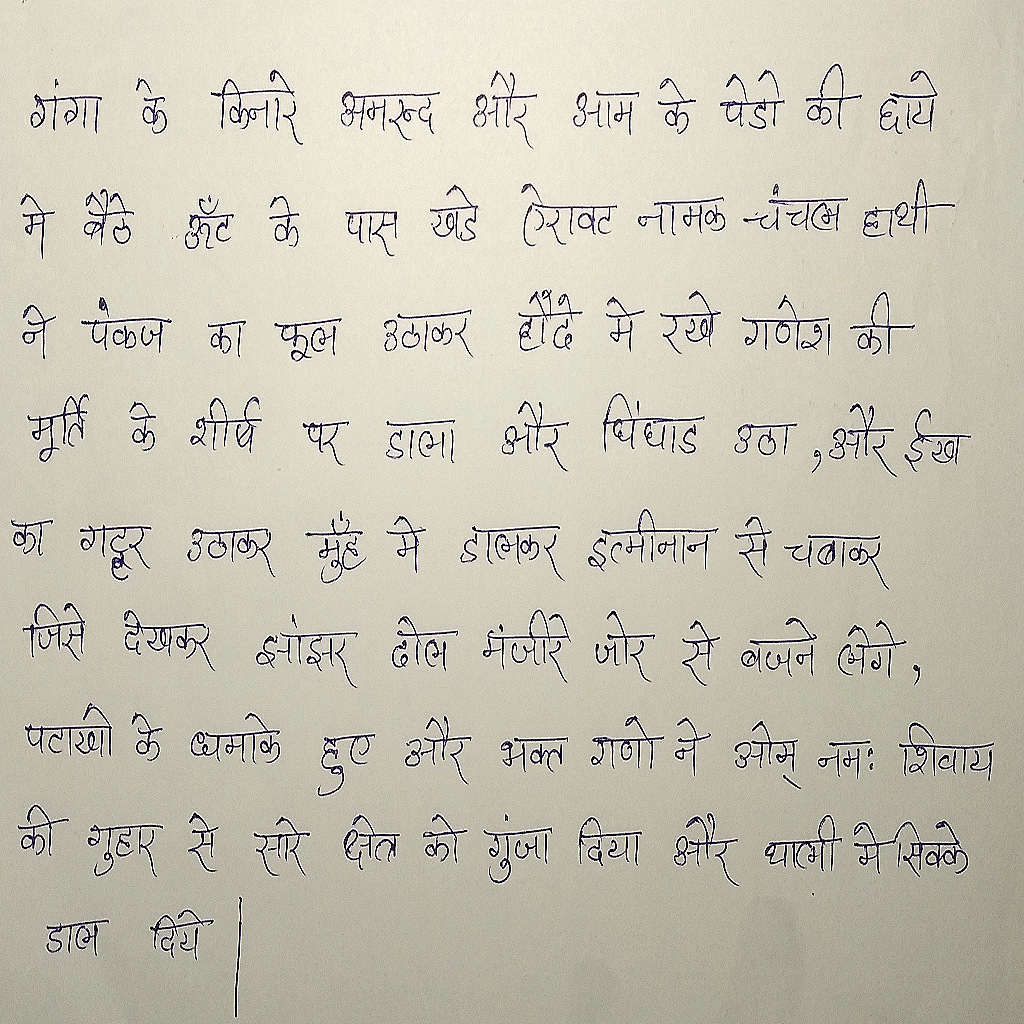 गंगा के किनारे अमरुद और आम के पेडो की छाये
मे बैठे ऊँट के पास खडे ऐरावट नामक चंचल हाथी
ने पंकज का फूल उठाकर हौदे मे रखे गणेश की
मूर्ति के शीर्ष पर डाला और चिंघाड उठा , और ईख
का गट्ठर उठाकर मुँह मे डालकर इत्मीनान से चबाकर
जिसे देखकर झांझर ढोल मंजीरे जोर से बजने लेगे ,
पटाखो के धमाके हुए और भक्त गणो ने ओम् नमः शिवाय
की गुहार से सारे क्षेत्र को गुंजा दिया और थाली मे सिक्के
डाल दिये |